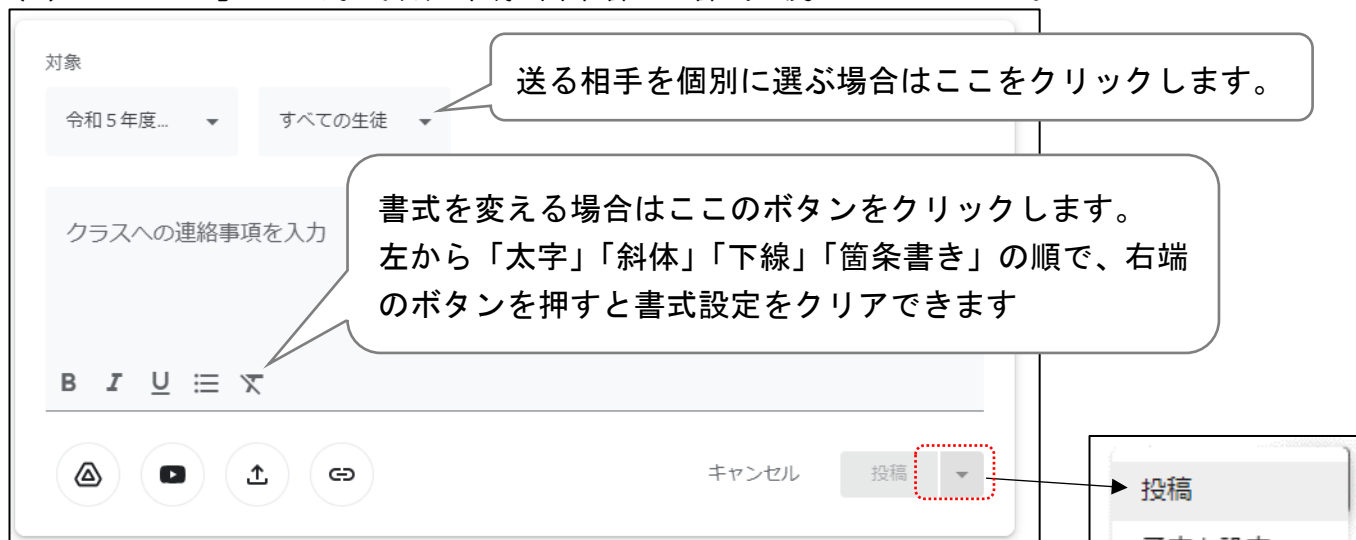 対象
送る相手を個別に選ぶ場合はここをクリックします。
令和５年度...
すべての生徒
書式を変える場合はここのボタンをクリックします。
クラスへの連絡事項を入力
左から「太字」「斜体」「下線」「箇条書き」の順で、右端
のボタンを押すと書式設定をクリアできます
B I U
キャンセル
投稿
投稿